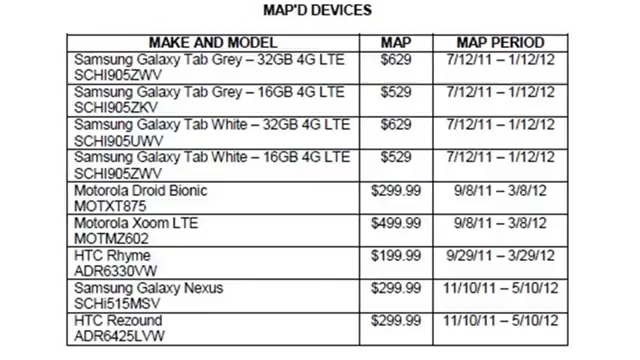 MAP'D DEVICES
MAKE AND MODEL MAP MAP PERIOD
Samsung Galaxy Tab Grey – 32GB 4G LTE $629 7/12/11 – 1/12/12
SCHI905ZWV
Samsung Galaxy Tab Grey – 16GB 4G LTE $529 7/12/11 – 1/12/12
SCHI905ZKV
Samsung Galaxy Tab White – 32GB 4G LTE $629 7/12/11 – 1/12/12
SCHI905UWV
Samsung Galaxy Tab White – 16GB 4G LTE $529 7/12/11 – 1/12/12
SCHI905ZWV
Motorola Droid Bionic $299.99 9/8/11 – 3/8/12
MOTXT875
Motorola Xoom LTE $499.99 9/8/11 – 3/8/12
MOTMZ602
HTC Rhyme $199.99 9/29/11 – 3/29/12
ADR6330VW
Samsung Galaxy Nexus $299.99 11/10/11 – 5/10/12
SCHi515MSV
HTC Rezound $299.99 11/10/11 – 5/10/12
ADR6425LVW